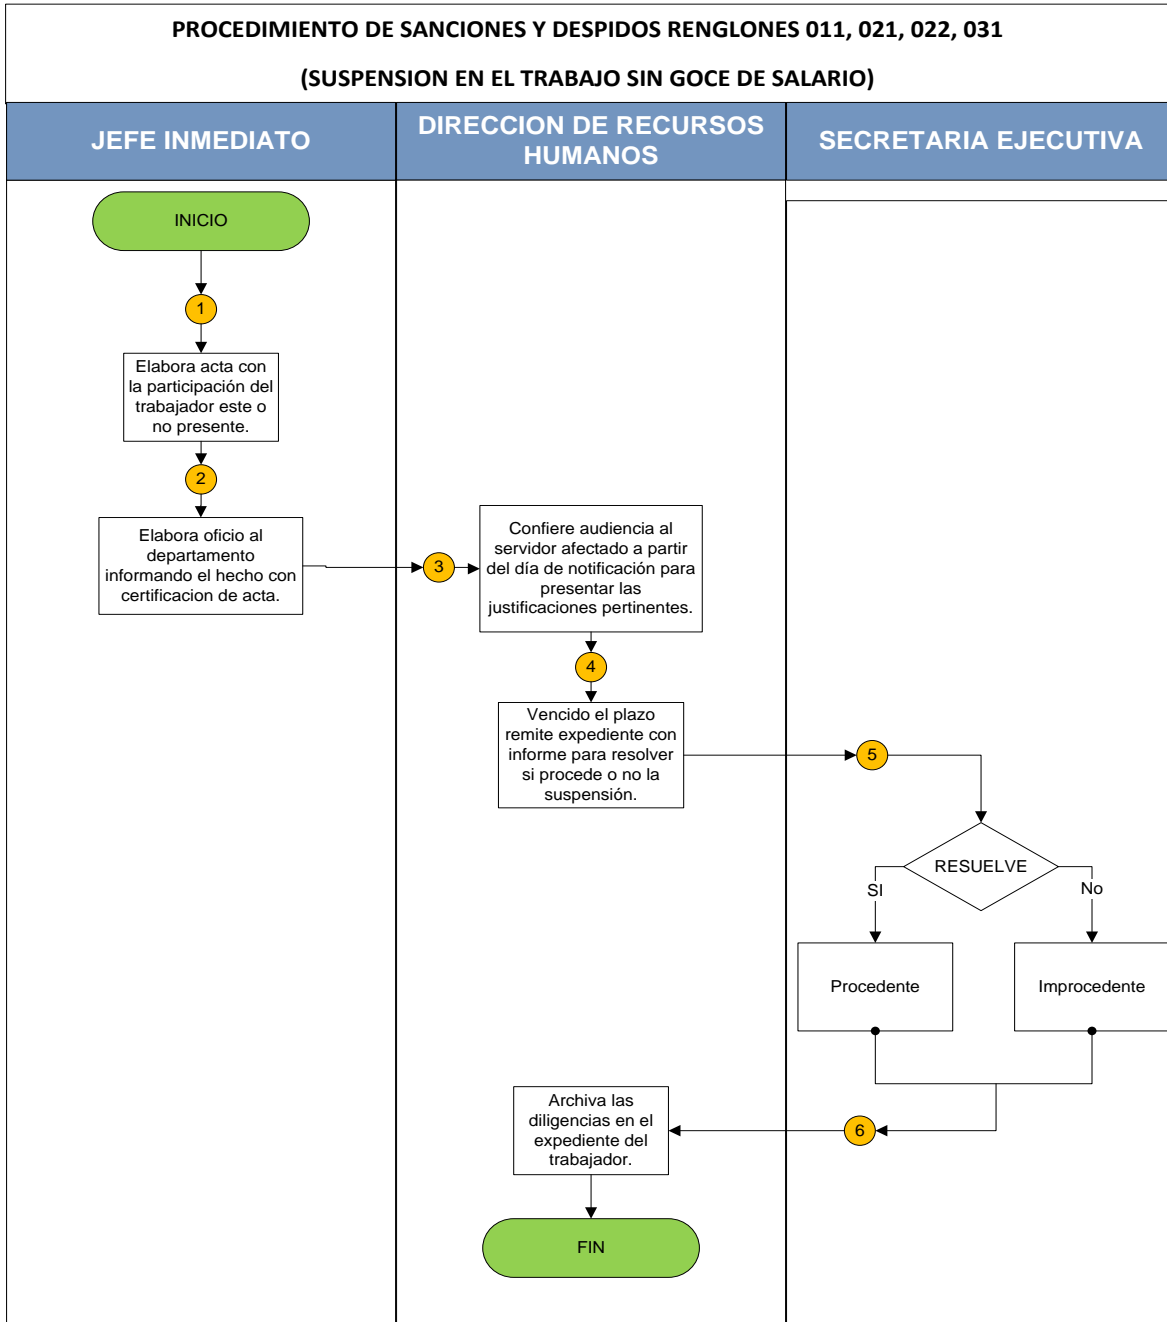 PROCEDIMIENTO DE SANCIONES Y DESPIDOS RENGLONES 011, 021, 022, 031
(SUSPENSION EN EL TRABAJO SIN GOCE DE SALARIO)
JEFE INMEDIATO
DIRECCION DE RECURSOS
HUMANOS
SECRETARIA EJECUTIVA
INICIO
1
Elabora acta con
la participación del
trabajador este o
no presente.
2
Elabora oficio al
departamento
informando el hecho con
certificacion de acta.
3
Confiere audiencia al
servidor afectado a partir
del día de notificación para
presentar las
justificaciones pertinentes.
4
Vencido el plazo
remite expediente con
informe para resolver
si procede o no la
suspensión.
5
RESUELVE
SI
No
Procedente
Improcedente
6
Archiva las
diligencias en el
expediente del
trabajador.
FIN